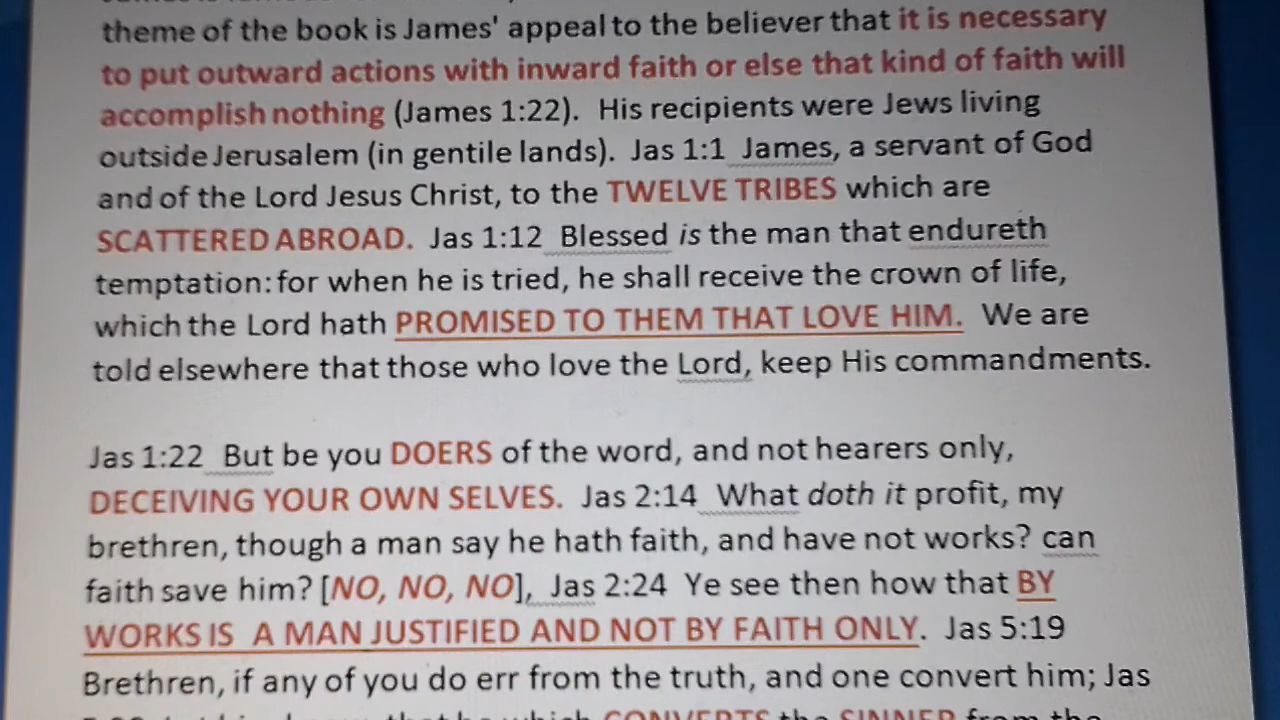 theme of the book is James' appeal to the believer that it is necessary
to put outward actions with inward faith or else that kind of faith will
accomplish nothing (James 1:22).  His recipients were Jews living
outside Jerusalem (in gentile lands).  Jas 1:1  James, a servant of God
and of the Lord Jesus Christ, to the TWELVE TRIBES which are
SCATTERED ABROAD.  Jas 1:12  Blessed is the man that endureth
temptation: for when he is tried, he shall receive the crown of life,
which the Lord hath PROMISED TO THEM THAT LOVE HIM.  We are
told elsewhere that those who love the Lord, keep His commandments.
Jas 1:22  But be you DOERS of the word, and not hearers only,
DECEIVING YOUR OWN SELVES.  Jas 2:14  What doth it profit, my
brethren, though a man say he hath faith, and have not works? can
faith save him? [NO, NO, NO],  Jas 2:24  Ye see then how that BY
WORKS IS  A MAN JUSTIFIED AND NOT BY FAITH ONLY.  Jas 5:19
Brethren, if any of you do err from the truth, and one convert him; Jas
CONVERTS the SINNER from the